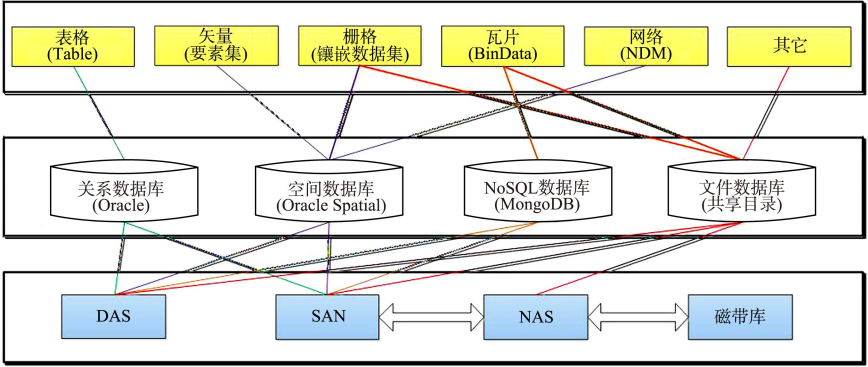 表格
(Table)
矢量
(要素集)
栅格
(镶嵌数据集)
瓦片
(BinData)
网络
(NDM)
其它
关系数据库
(Oracle)
空间数据库
(Oracle Spatial)
NoSQL数据库
(MongoDB)
文件数据库
(共享目录)
DAS
SAN
NAS
磁带库